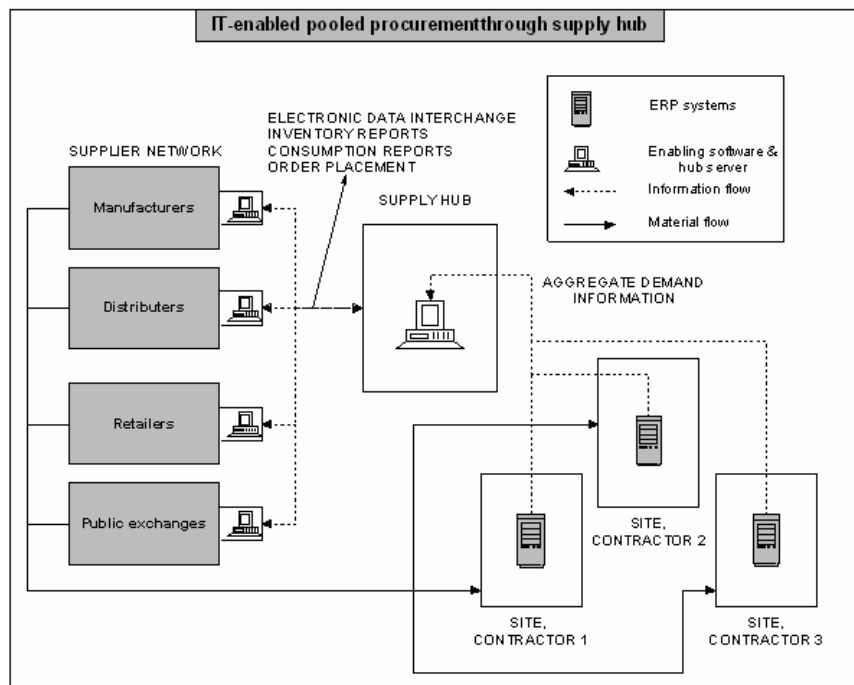 IT-enabled pooled procurementthrough supply hub
ERP systems
Enabling software &
hub server
Information flow
Material flow
ELECTRONIC DATA INTERCHANGE
INVENTORY REPORTS
CONSUMPTION REPORTS
ORDER PLACEMENT
SUPPLIER NETWORK
Manufacturers
Distributers
Retailers
Public exchanges
SUPPLY HUB
AGGREGATE DEMAND
INFORMATION
SITE,
CONTRACTOR 2
SITE,
CONTRACTOR 1
SITE,
CONTRACTOR 3